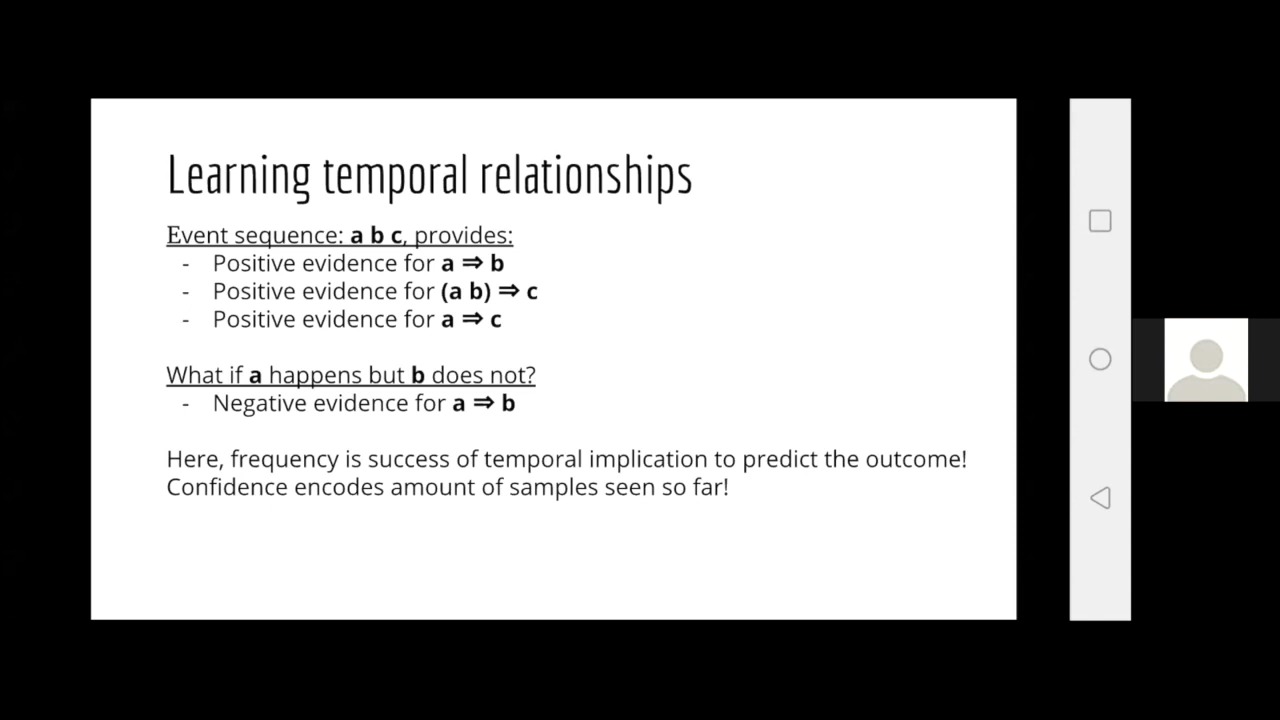 Learning temporal relationships
Event sequence: a b c, provides:
- Positive evidence for a ⇒ b
- Positive evidence for (a b) ⇒ c
- Positive evidence for a ⇒ c
What if a happens but b does not?
- Negative evidence for a ⇒ b
Here, frequency is success of temporal implication to predict the outcome!
Confidence encodes amount of samples seen so far!